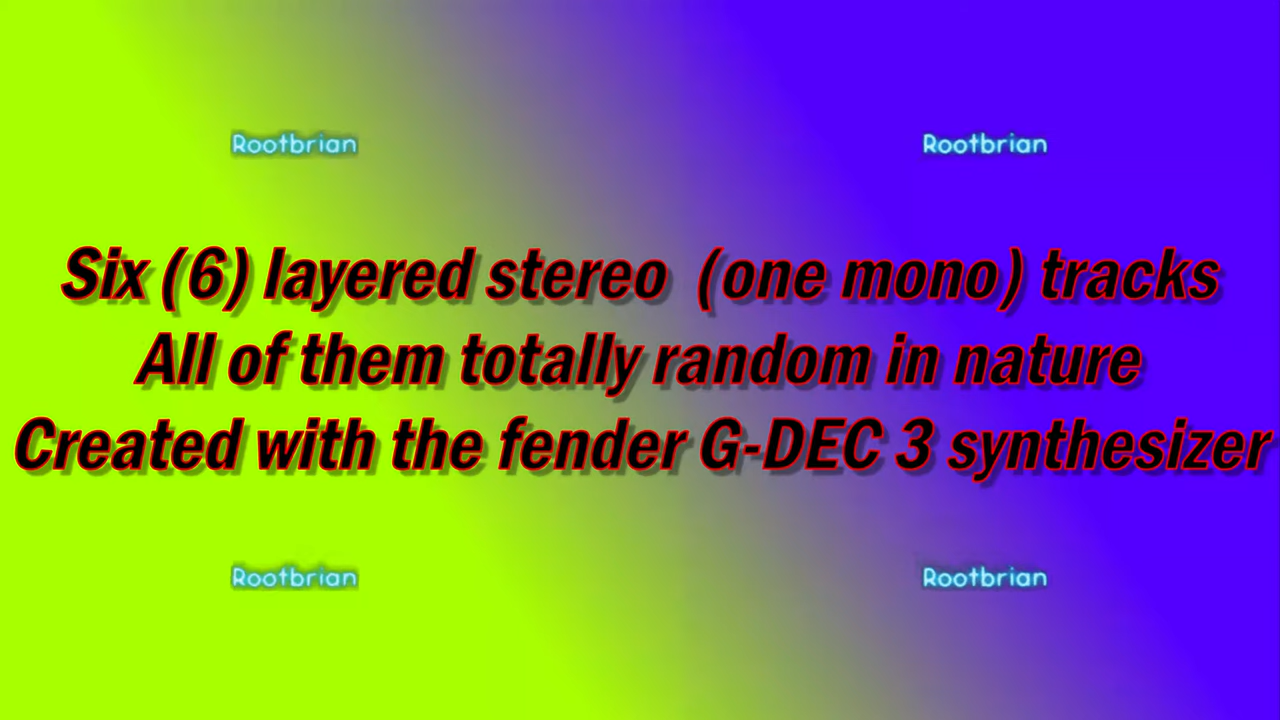 Rootbrian Rootbrian
Six (6) layered stereo (one mono) tracks
All of them totally random in nature
Created with the fender G-DEC 3 synthesizer
Rootbrian Rootbrian